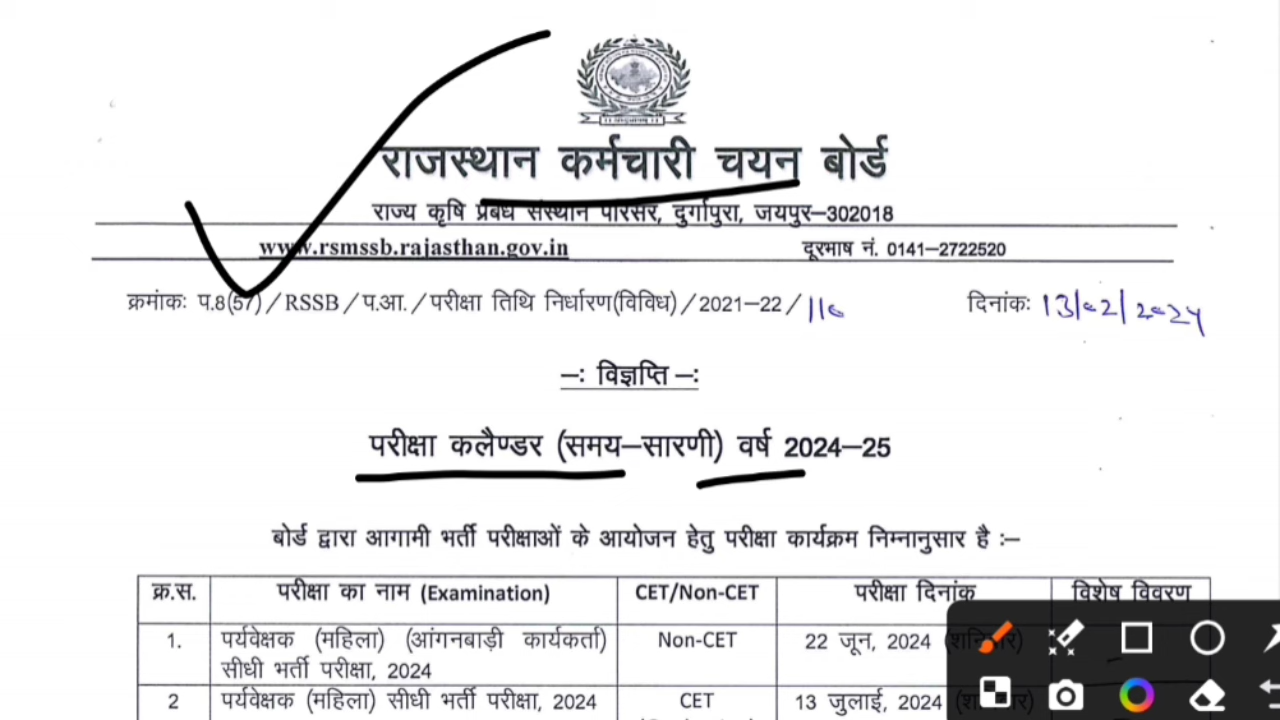 राजस्थान कर्मचारी चयन बोर्ड
राज्य कृषि प्रबंध संस्थान परिसर, दुर्गापुरा, जयपुर–302018
www.rsmssb.rajasthan.gov.in दूरभाष नं. 0141–2722520
क्रमांकः प.8(57)/RSSB/प.आ./परीक्षा तिथि निर्धारण(विविध)/2021–22/ दिनांकः 13/02/2024
–: विज्ञप्ति –:
परीक्षा कलैण्डर (समय–सारणी) वर्ष 2024–25
बोर्ड द्वारा आगामी भर्ती परीक्षाओं के आयोजन हेतु परीक्षा कार्यक्रम निम्नानुसार है :–
क्र.स. परीक्षा का नाम (Examination) CET/Non-CET परीक्षा दिनांक विशेष विवरण
1. पर्यवेक्षक (महिला) (आंगनबाड़ी कार्यकर्ता) Non-CET 22 जून, 2024 (शनिवार)
सीधी भर्ती परीक्षा, 2024
2 पर्यवेक्षक (महिला) सीधी भर्ती परीक्षा, 2024 CET 13 जुलाई, 2024 (शनिवार)